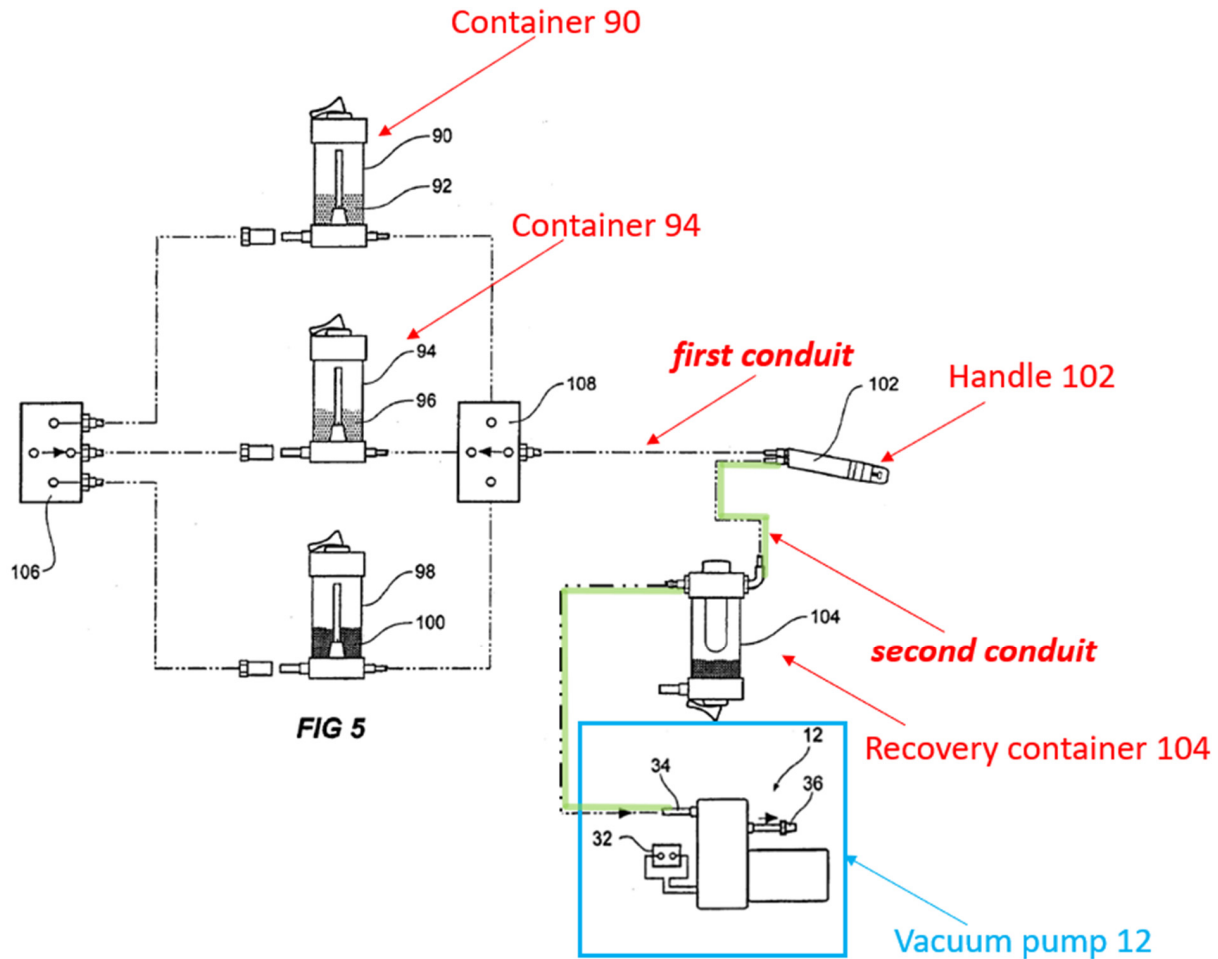 Container 90
90
92
Container 94
94
96
108
first conduit
102
Handle 102
106
98
100
104
second conduit
FIG 5
Recovery container 104
12
34
36
32
Vacuum pump 12